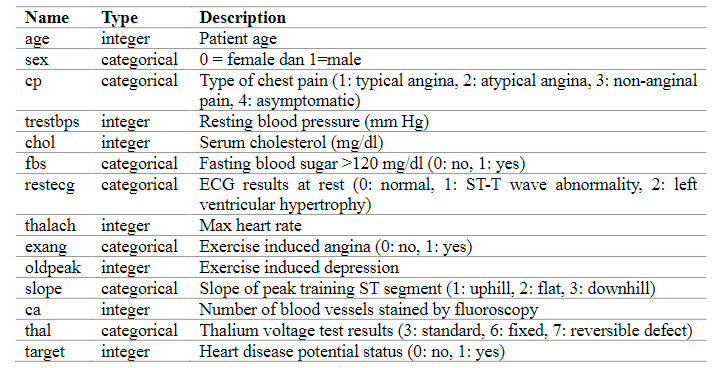 Name Type Description
age integer Patient age
sex categorical 0 = female dan 1=male
cp categorical Type of chest pain (1: typical angina, 2: atypical angina, 3: non-anginal
pain, 4: asymptomatic)
trestbps integer Resting blood pressure (mm Hg)
chol integer Serum cholesterol (mg/dl)
fbs categorical Fasting blood sugar >120 mg/dl (0: no, 1: yes)
restecg categorical ECG results at rest (0: normal, 1: ST-T wave abnormality, 2: left
ventricular hypertrophy)
thalach integer Max heart rate
exang categorical Exercise induced angina (0: no, 1: yes)
oldpeak integer Exercise induced depression
slope categorical Slope of peak training ST segment (1: uphill, 2: flat, 3: downhill)
ca integer Number of blood vessels stained by fluoroscopy
thal categorical Thalium voltage test results (3: standard, 6: fixed, 7: reversible defect)
target integer Heart disease potential status (0: no, 1: yes)